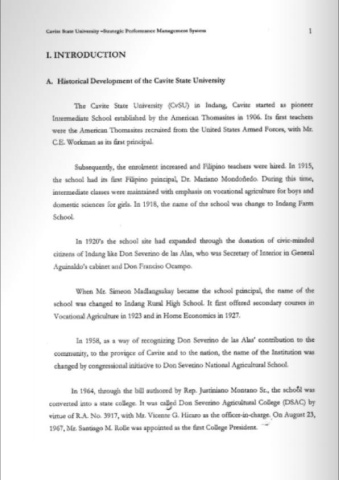 Cavite State University •Strategic Performance Management System 1
I. INTRODUCTION
A. Historical Development of the Cavite State University
The Cavite State University (CvSU) in Indang, Cavite started as pioneer
Intermediate School established by the American Thomasites in 1906. Its first teachers
were the American Thomasites recruited from the United States Armed Forces, with Mr.
C.E. Workman as its first principal.
Subsequently, the enrolment increased and Filipino teachers were hired. In 1915,
the school had its first Filipino principal, Dr. Mariano Mondoñedo. During this time,
intermediate classes were maintained with emphasis on vocational agriculture for boys and
domestic sciences for girls. In 1918, the name of the school was change to Indang Farm
School.
In 1920's the school site had expanded through the donation of civic-minded
citizens of Indang like Don Severino de las Alas, who was Secretary of Interior in General
Aguinaldo's cabinet and Don Francisco Ocampo.
When Mr. Simeon Madlangsakay became the school principal, the name of the
school was changed to Indang Rural High School. It first offered secondary courses in
Vocational Agriculture in 1923 and in Home Economics in 1927.
In 1958, as a way of recognizing Don Severino de las Alas' contribution to the
community, to the province of Cavite and to the nation, the name of the Institution was
changed by congressional initiative to Don Severino National Agricultural School.
In 1964, through the bill authored by Rep. Justiniano Montano Sr., the school was
converted into a state college. It was called Don Severino Agricultural College (DSAC) by
virtue of R.A. No. 3917, with Mr. Vicente G. Hicaro as the officer-in-charge. On August 23,
1967, Mr. Santiago M. Rolle was appointed as the first College President.